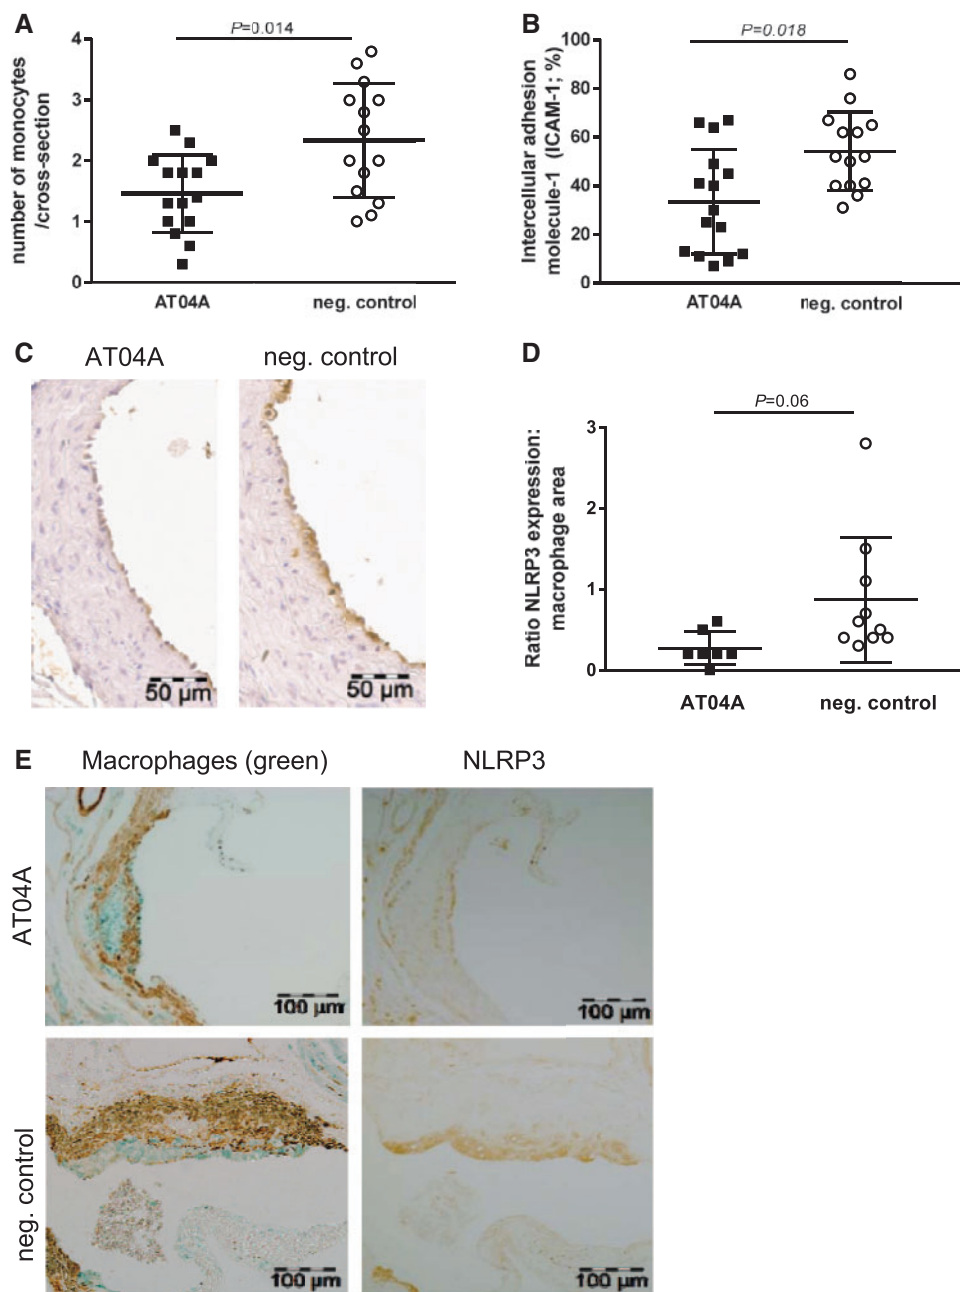 A
P=0.014
number of monocytes
/cross-section
4
3
2
1
0
AT04A
neg. control
B
P=0.018
Intercellular adhesion
molecule-1 (ICAM-1; %)
100
80
60
40
20
0
AT04A
neg. control
C
AT04A
neg. control
50 µm
50 µm
D
P=0.06
Ratio NLRP3 expression:
macrophage area
3
2
1
0
AT04A
neg. control
E
Macrophages (green)
NLRP3
AT04A
100 µm
100 µm
neg. control
100 µm
100 µm